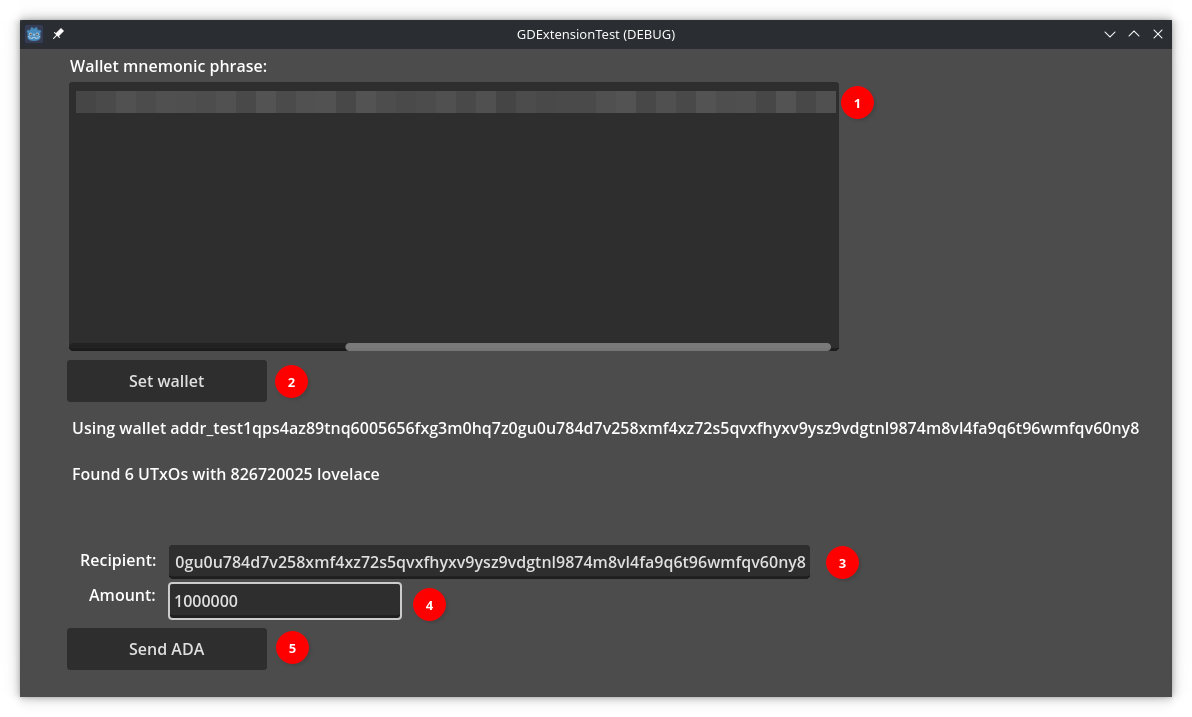 GDExtensionTest (DEBUG)
Wallet mnemonic phrase:
1
Set wallet
2
Using wallet addr_test1qps4az89tnq6005656fxg3m0hq7z0gu0u784d7v258xmf4xz72s5qvxfhyxv9ysz9vdgtnl9874m8vl4fa9q6t96wmfqv60ny8
Found 6 UTxOs with 826720025 lovelace
Recipient: 0gu0u784d7v258xmf4xz72s5qvxfhyxv9ysz9vdgtnl9874m8vl4fa9q6t96wmfqv60ny8
3
Amount: 1000000
4
Send ADA
5